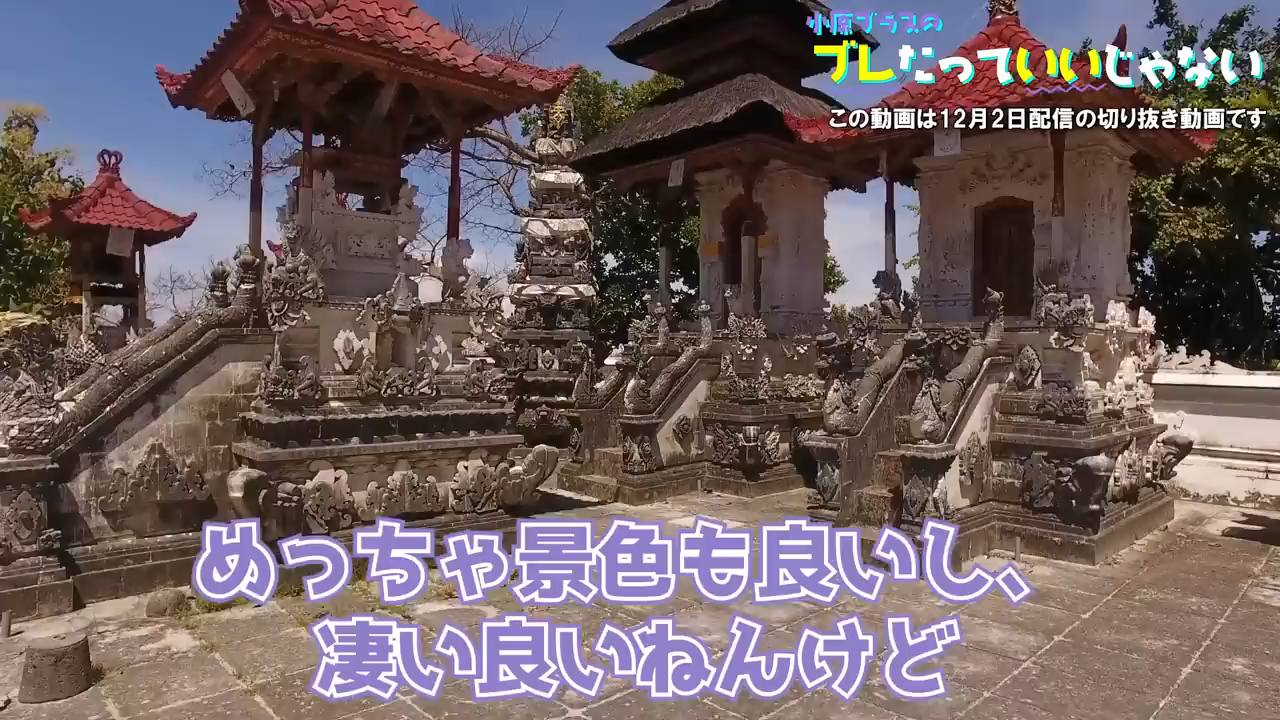 小原ブラスの
ブレたっていいじゃない
この動画は12月2日配信の切り抜き動画です
めっちゃ景色も良いし、
凄い良いねんけど